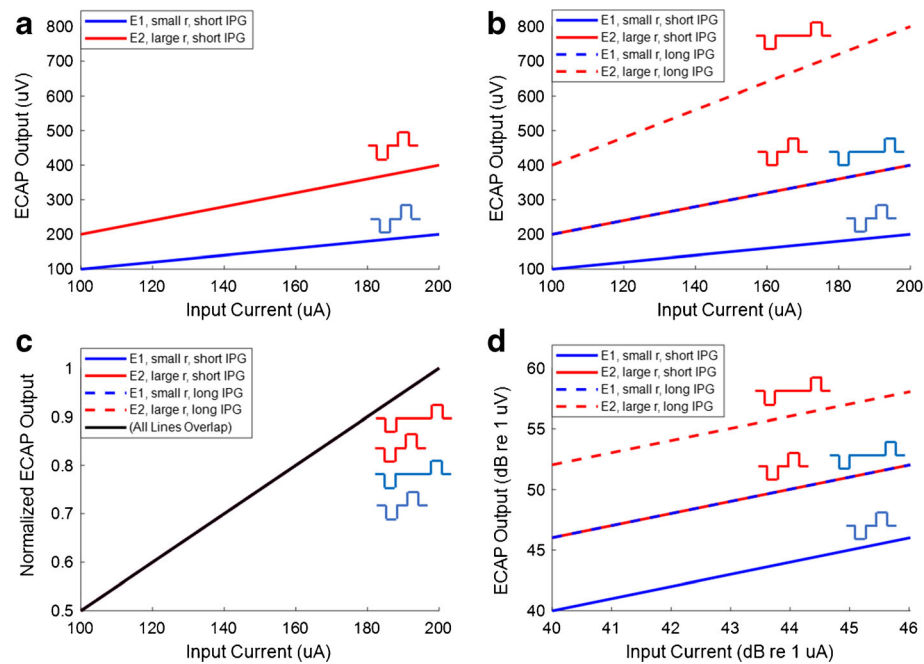 a
E1, small r, short IPG
E2, large r, short IPG
800
700
600
500
400
300
200
100
ECAP Output (uV)
100 120 140 160 180 200
Input Current (uA)
b
E1, small r, short IPG
E2, large r, short IPG
E1, small r, long IPG
E2, large r, long IPG
800
700
600
500
400
300
200
100
ECAP Output (uV)
100 120 140 160 180 200
Input Current (uA)
c
E1, small r, short IPG
E2, large r, short IPG
E1, small r, long IPG
E2, large r, long IPG
(All Lines Overlap)
1
0.9
0.8
0.7
0.6
0.5
Normalized ECAP Output
100 120 140 160 180 200
Input Current (uA)
d
E1, small r, short IPG
E2, large r, short IPG
E1, small r, long IPG
E2, large r, long IPG
60
55
50
45
40
ECAP Output (dB re 1 uV)
40 41 42 43 44 45 46
Input Current (dB re 1 uA)